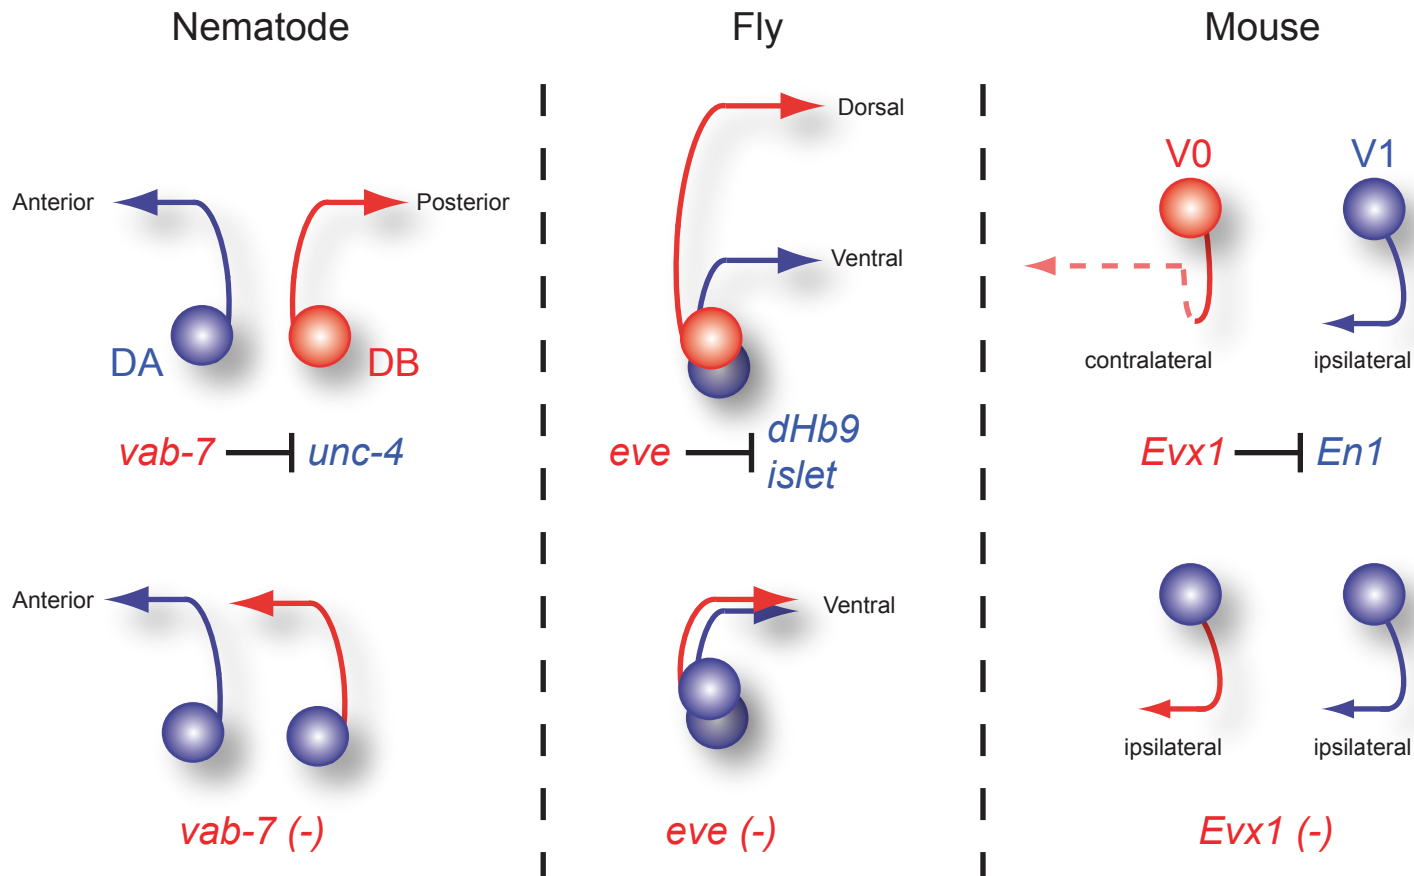 Nematode
Fly
Mouse
Anterior
Posterior
DA
DB
vab-7
unc-4
Dorsal
Ventral
eve
dHb9
islet
V0
V1
contralateral
ipsilateral
Evx1
En1
Anterior
vab-7 (-)
Ventral
eve (-)
ipsilateral
ipsilateral
Evx1 (-)